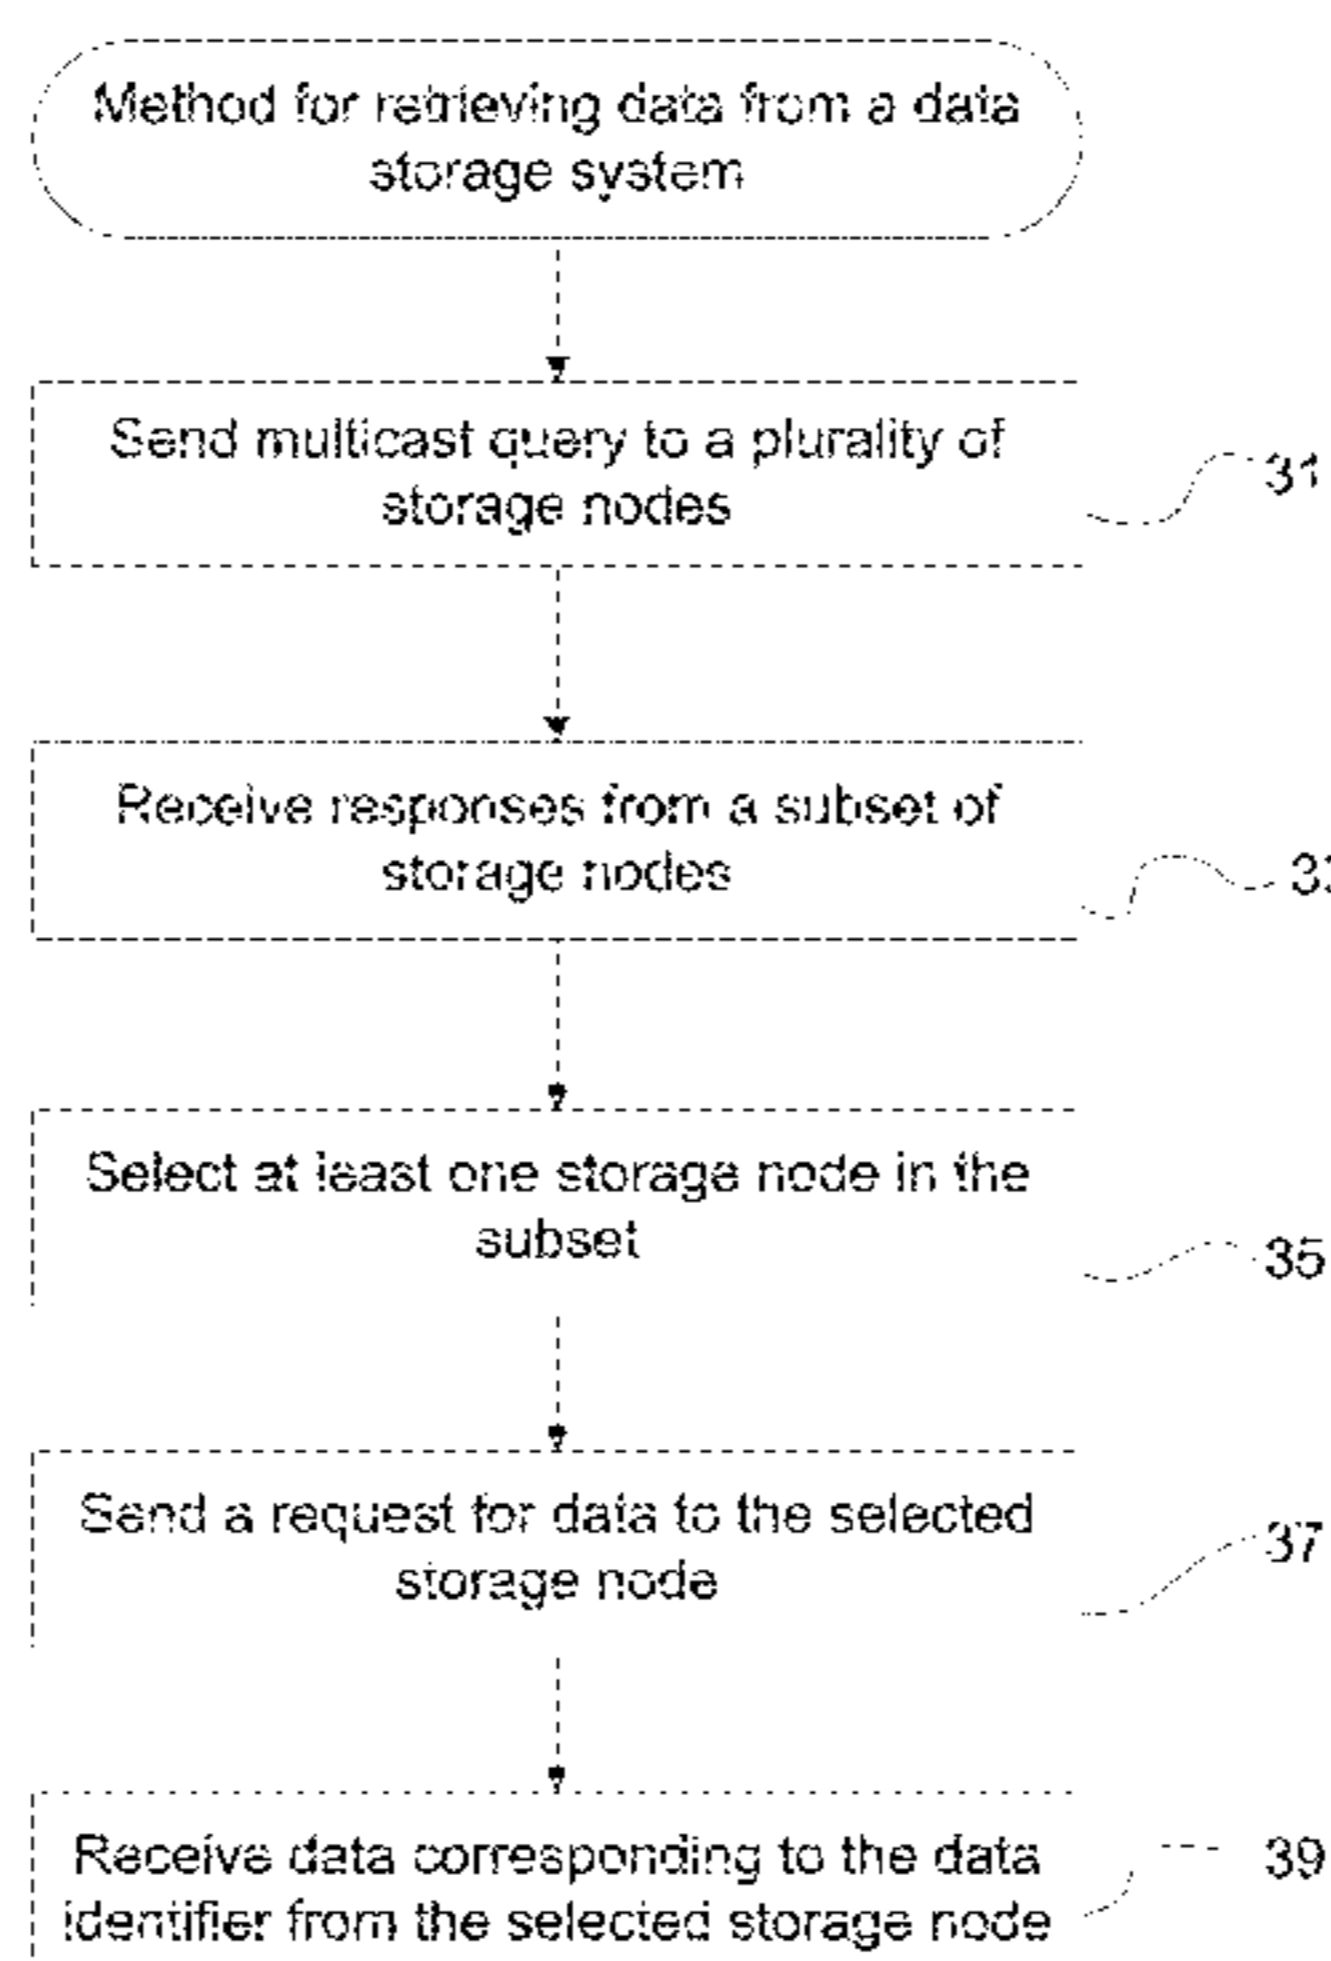 Method for retrieving data from a data
storage system
Send multicast query to a plurality of
storage nodes
31
Receive responses from a subset of
storage nodes
Select at least one storage node in the
subset
35
Send a request for data to the selected
storage node
37
Receive data corresponding to the data
identifier from the selected storage node
39